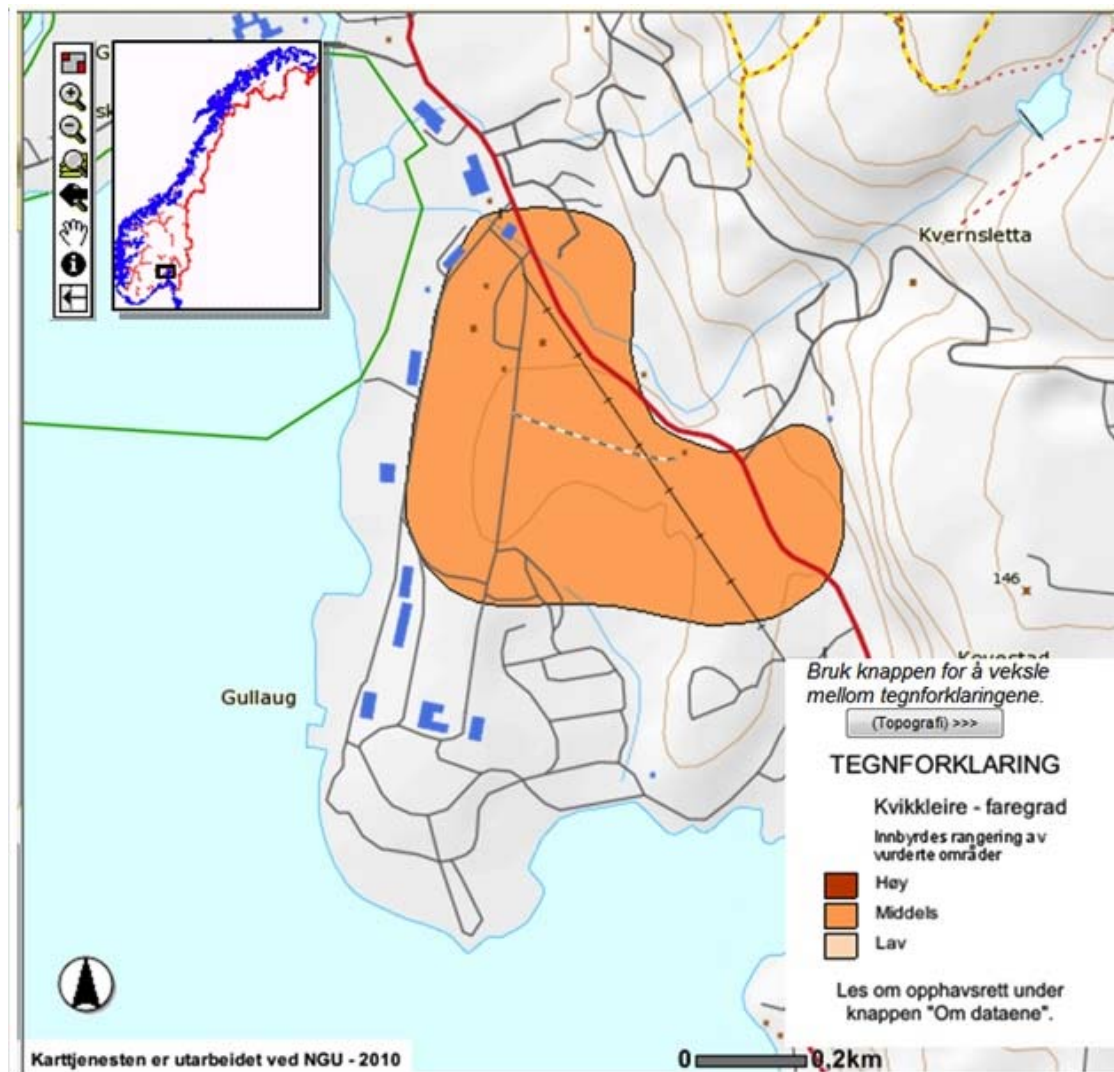 G
sk
Kvernsletta
146
Gullaug
Bruk knappen for å veksle
mellom tegnforklaringene.
(Topografi) >>>
TEGNFORKLARING
Kvikkleire - faregrad
Innbyrdes rangering av
vurderte områder
Høy
Middels
Lav
Les om opphavsrett under
knappen "Om dataene".
Karttjenesten er utarbeidet ved NGU - 2010
0 0,2km